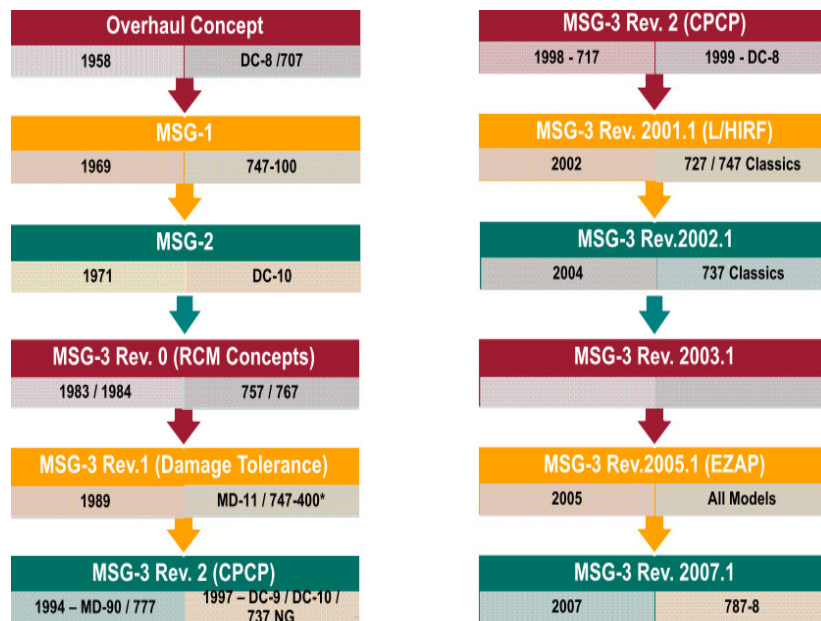 Overhaul Concept
1958 DC-8 /707
MSG-1
1969 747-100
MSG-2
1971 DC-10
MSG-3 Rev. 0 (RCM Concepts)
1983 / 1984 757 / 767
MSG-3 Rev.1 (Damage Tolerance)
1989 MD-11 / 747-400*
MSG-3 Rev. 2 (CPCP)
1994 – MD-90 / 777 1997 – DC-9 / DC-10 /
737 NG
MSG-3 Rev. 2 (CPCP)
1998 - 717 1999 - DC-8
MSG-3 Rev. 2001.1 (L/HIRF)
2002 727 / 747 Classics
MSG-3 Rev.2002.1
2004 737 Classics
MSG-3 Rev. 2003.1
MSG-3 Rev.2005.1 (EZAP)
2005 All Models
MSG-3 Rev. 2007.1
2007 787-8